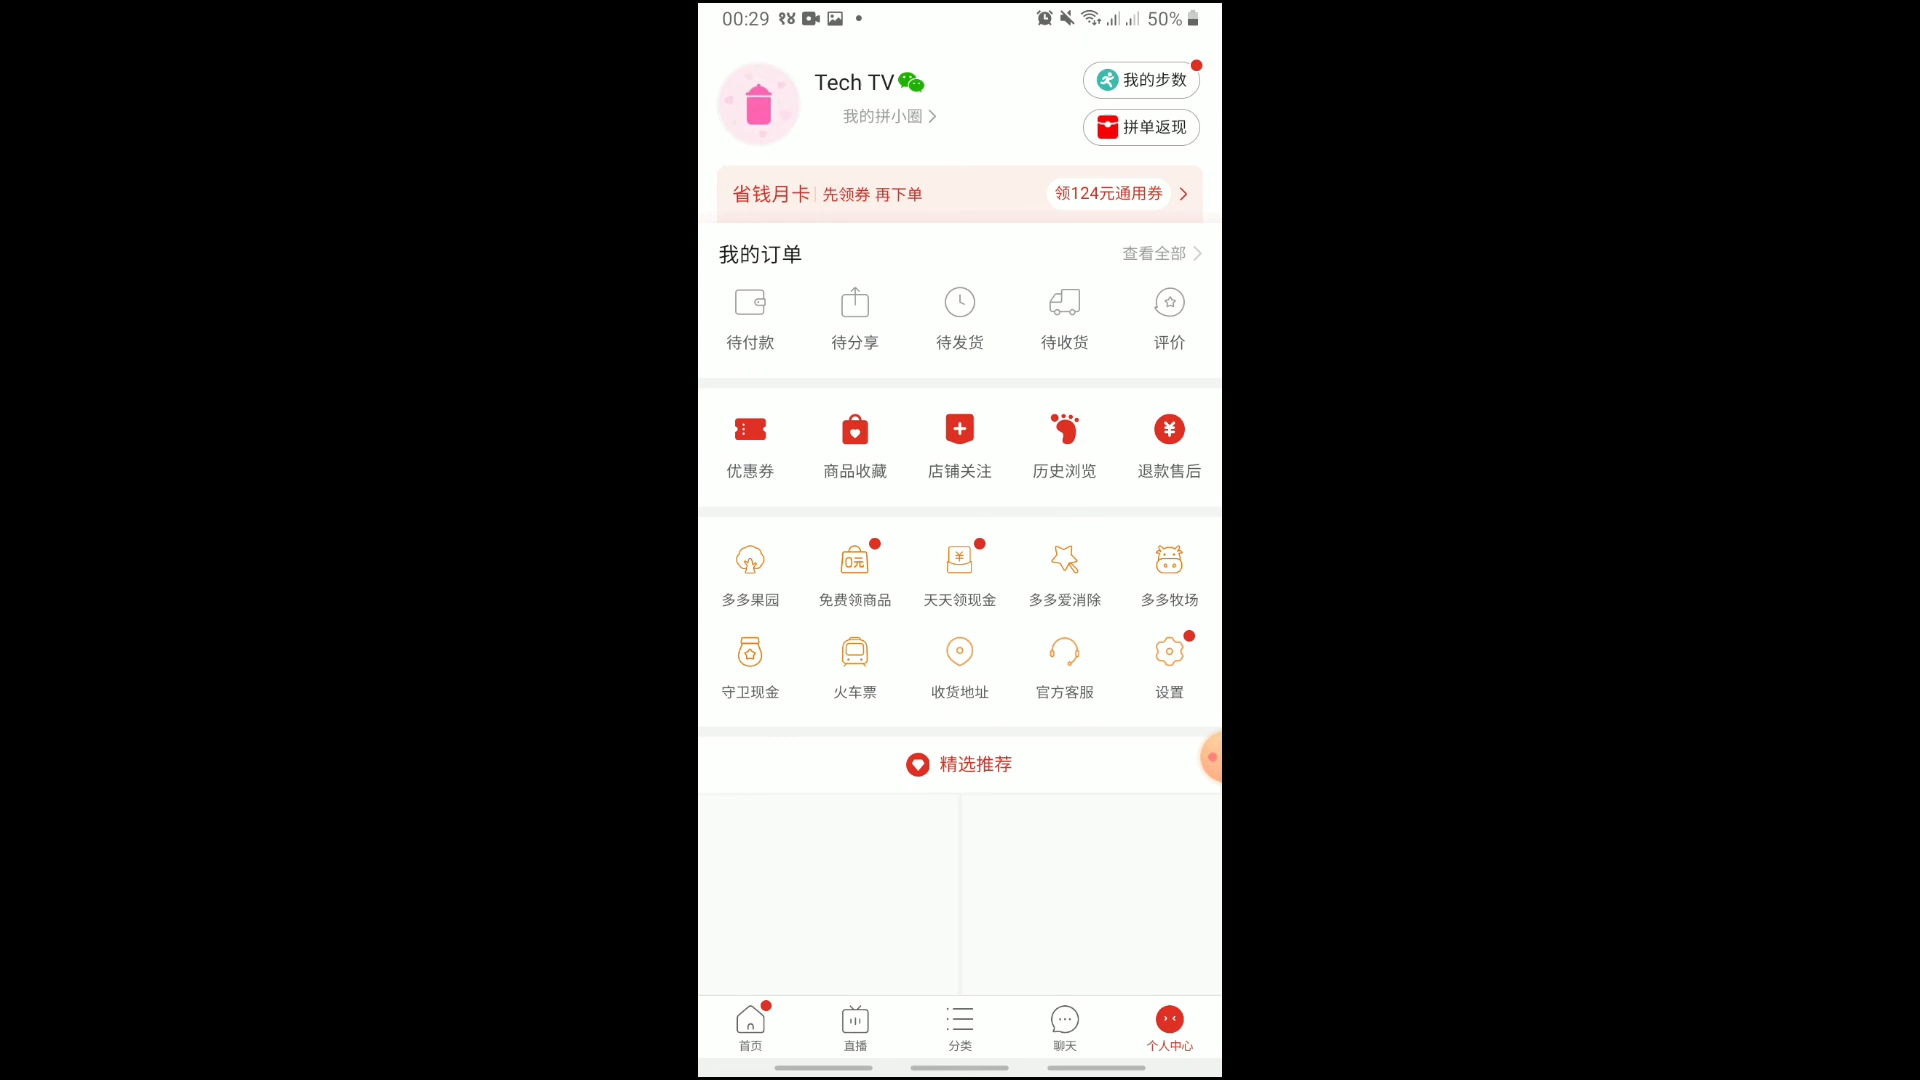 00:29
50%
Tech TV
我的步数
我的拼小圈
拼单返现
省钱月卡 先领券 再下单 领124元通用券
我的订单 查看全部
待付款 待分享 待发货 待收货 评价
优惠券 商品收藏 店铺关注 历史浏览 退款售后
0元
多多果园 免费领商品 天天领现金 多多爱消除 多多牧场
守卫现金 火车票 收货地址 官方客服 设置
精选推荐
首页 直播 分类 聊天 个人中心